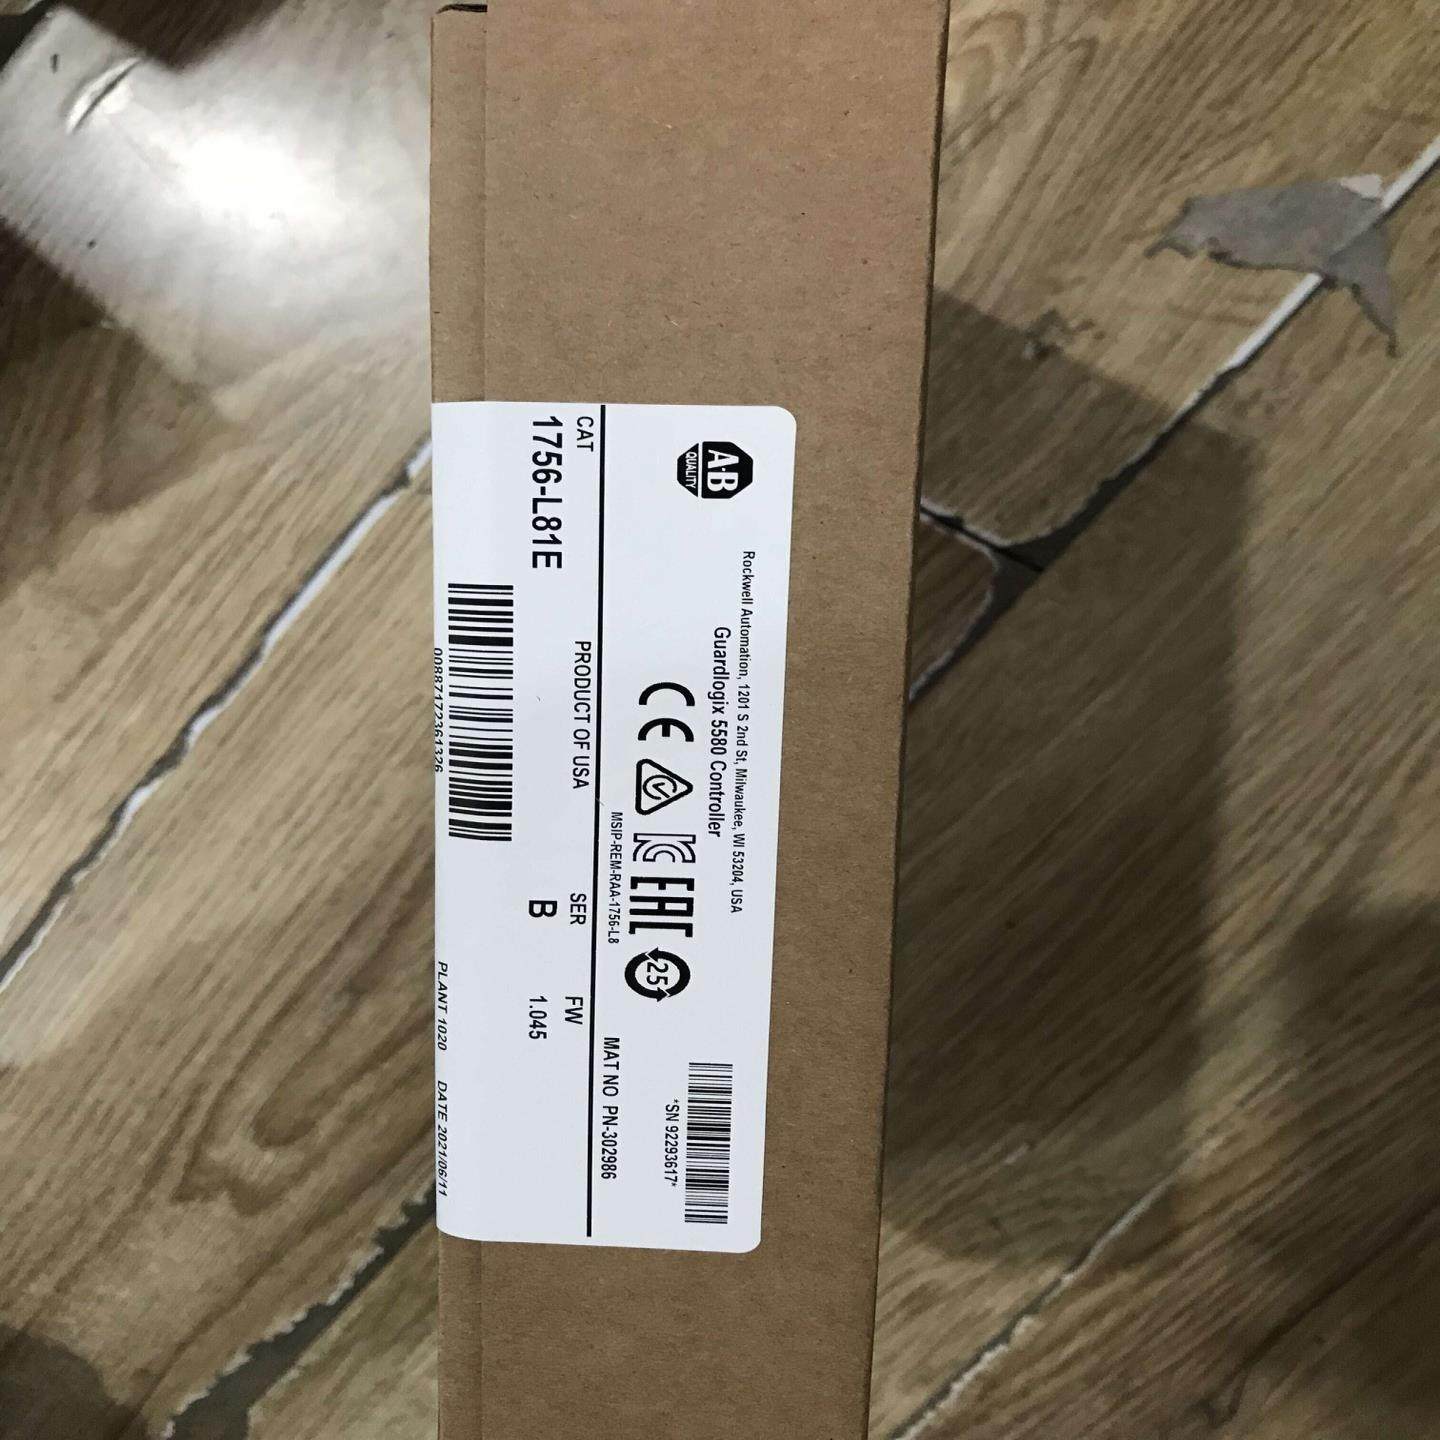 A·B
QUALITY
Rockwell Automation, 1201 S 2nd St, Milwaukee, WI 53204, USA
Guardlogix 5580 Controller
CE
EAC
25
MSIP-REM-RAA-1756-L8
*SN 92293617*
MAT NO PN-302986
CAT
1756-L81E
PRODUCT OF USA
SER
B
FW
1.045
00887172361326
PLANT 1020 DATE 2021/06/11